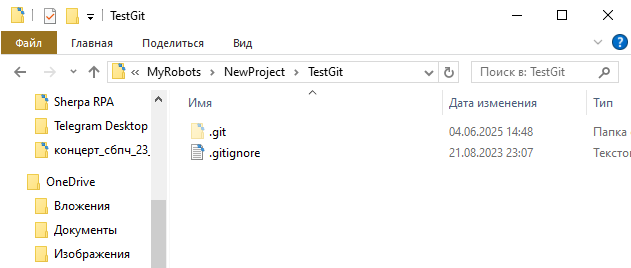 TestGit
Файл Главная Поделиться Вид
MyRobots NewProject TestGit Поиск в: TestGit
Имя Дата изменения Тип
Sherpa RPA
Telegram Desktop
концерт_сбпч_23_
OneDrive
Вложения
Документы
Изображения
.git 04.06.2025 14:48 Папка
.gitignore 21.08.2023 23:07 Текстов